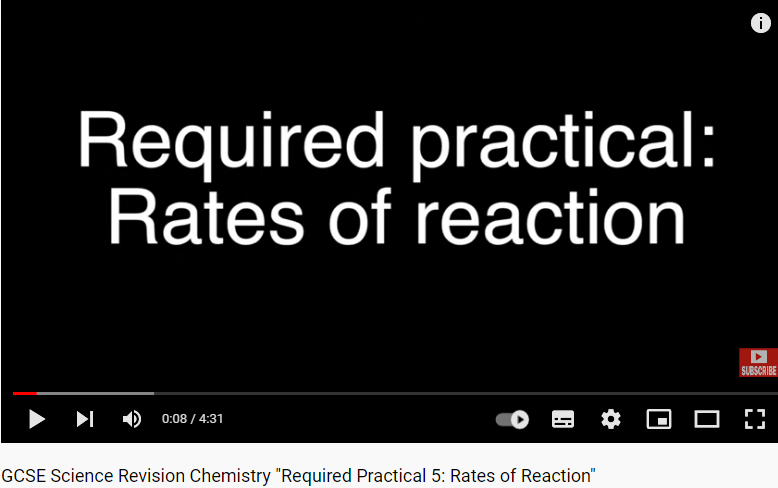 Required practical:
Rates of reaction
SUBSCRIBE
0:08 / 4:31
GCSE Science Revision Chemistry "Required Practical 5: Rates of Reaction"